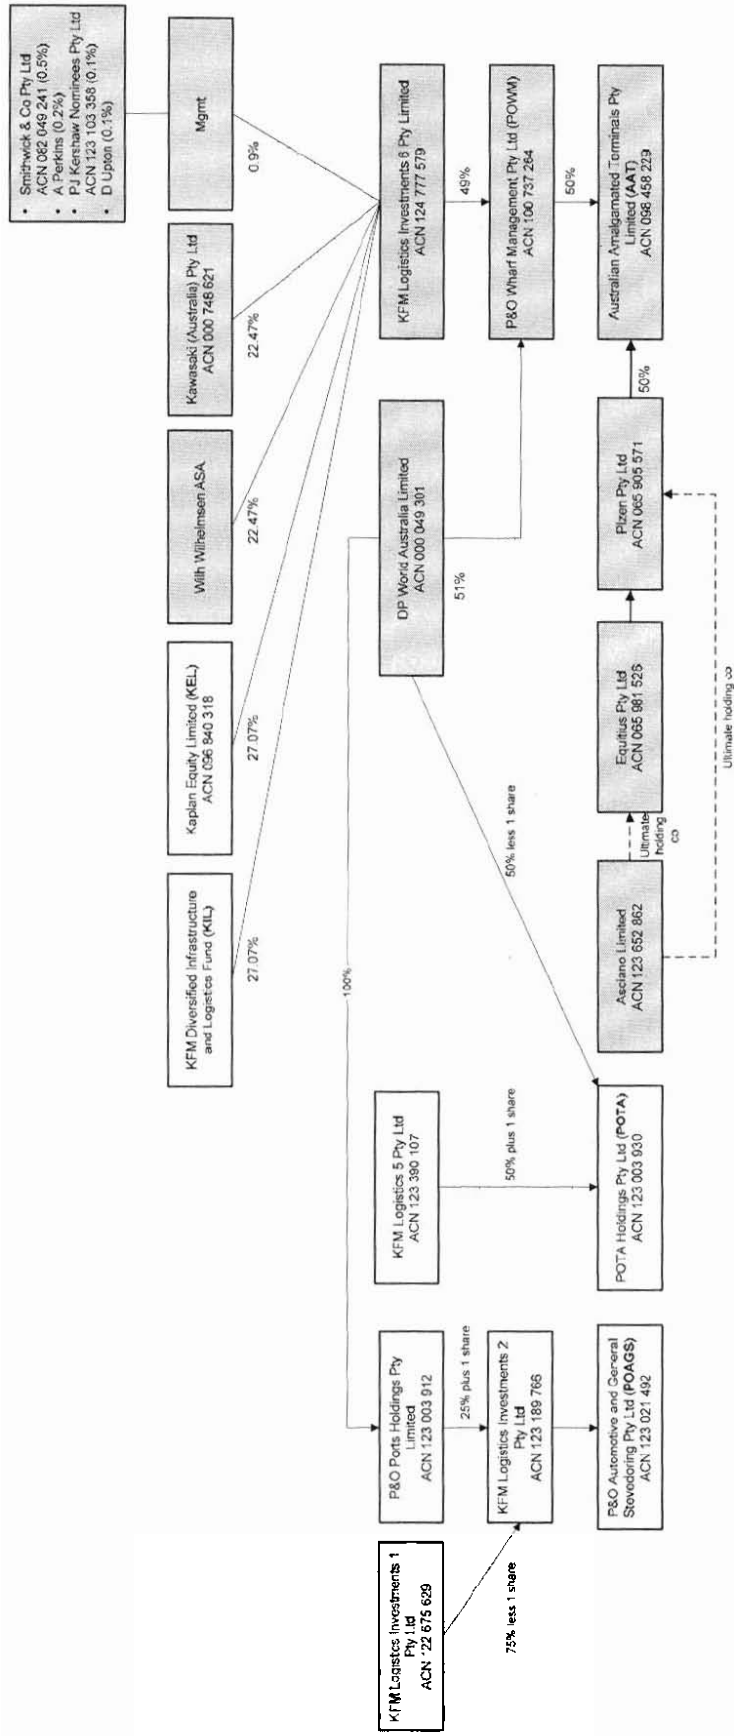 • Smithwick & Co Pty Ltd
ACN 082 049 241 (0.5%)
• A Perkins (0.2%)
• PJ Kershaw Nominees Pty Ltd
ACN 123 103 358 (0.1%)
• D Upton (0.1%)
KFM Diversified Infrastructure
and Logistics Fund (KIL)
Kaplan Equity Limited (KEL)
ACN 096 840 318
Wilh Wilhelmsen ASA
Kawasaki (Australia) Pty Ltd
ACN 000 748 621
Mgmt
27.07%
27.07%
22.47%
22.47%
0.9%
100%
KFM Logistics Investments 1
Pty Ltd
ACN 122 675 629
P&O Ports Holdings Pty
Limited
ACN 123 003 912
KFM Logistics 5 Pty Ltd
ACN 123 390 107
DP World Australia Limited
ACN 000 049 301
KFM Logistics Investments 6 Pty Limited
ACN 124 777 579
75% less 1 share
25% plus 1 share
50% plus 1 share
50% less 1 share
51%
49%
KFM Logistics Investments 2
Pty Ltd
ACN 123 189 766
P&O Wharf Management Pty Ltd (POWM)
ACN 100 737 264
50%
P&O Automotive and General
Stevedoring Pty Ltd (POAGS)
ACN 123 021 492
POTA Holdings Pty Ltd (POTA)
ACN 123 003 930
Asciano Limited
ACN 123 652 862
Ultimate
holding
co
Equitius Pty Ltd
ACN 065 981 526
Plzen Pty Ltd
ACN 065 905 571
50%
Australian Amalgamated Terminals Pty
Limited (AAT)
ACN 098 458 229
Ultimate holding co